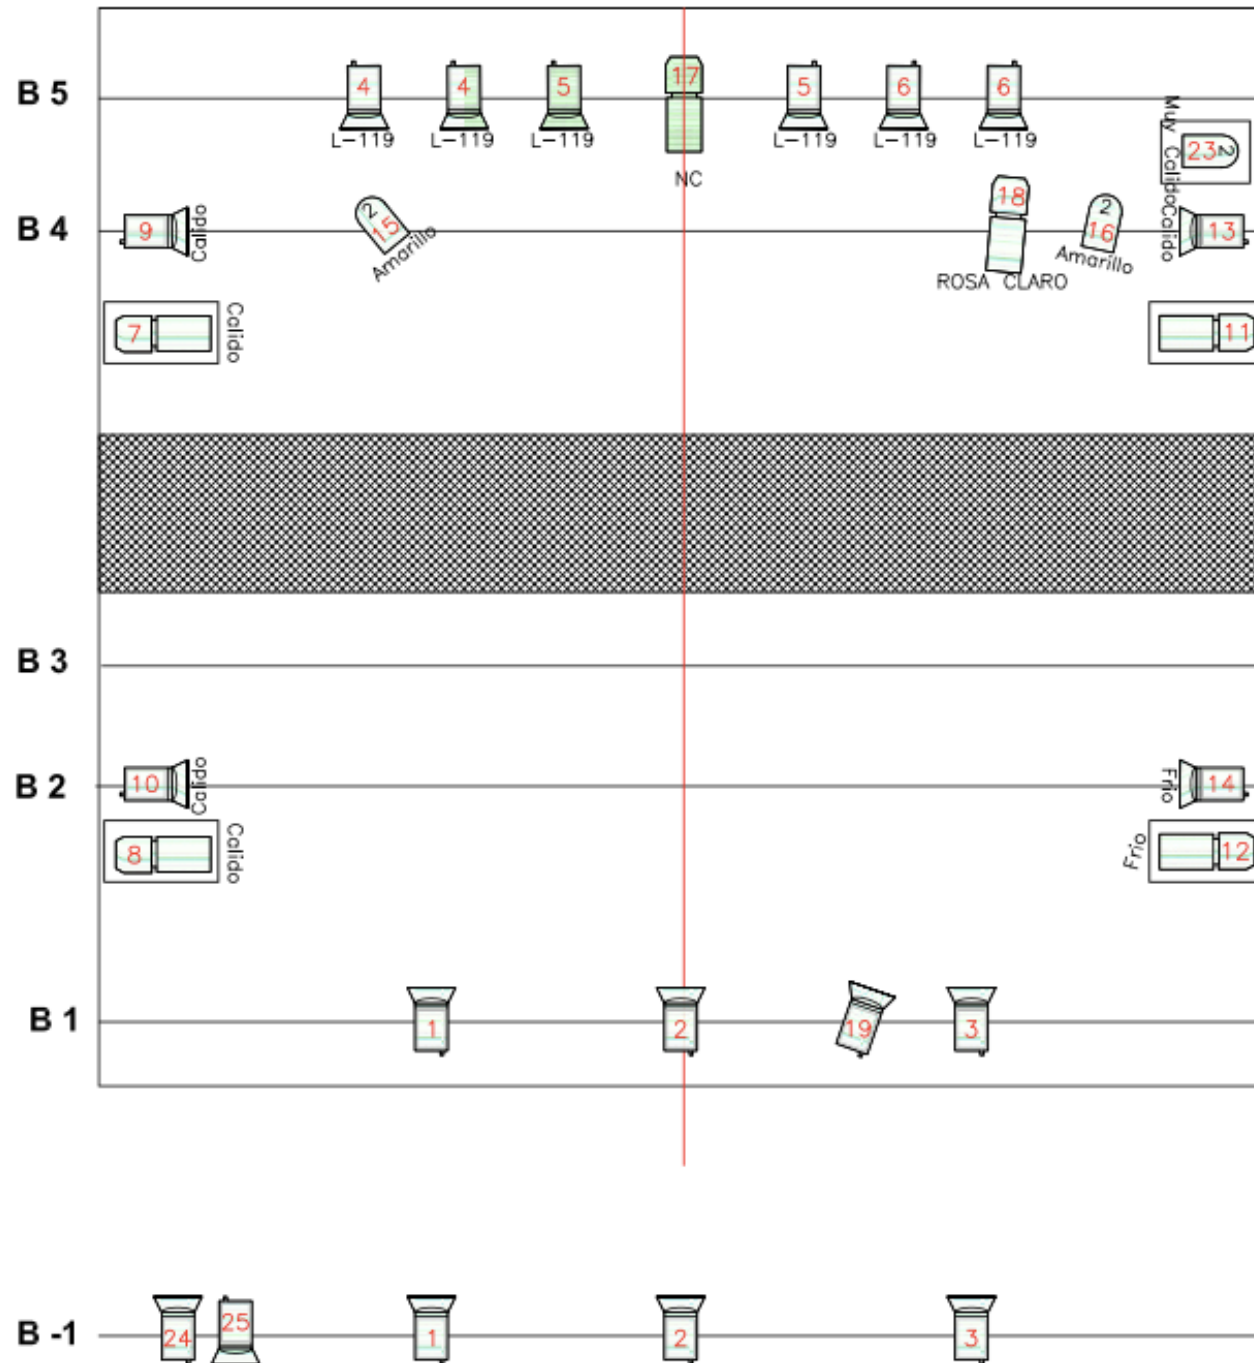 B 5
4
4
5
17
5
6
6
L-119
L-119
L-119
NC
L-119
L-119
L-119
Muy Calido
23
2
B 4
9
Calido
2
15
Amarillo
18
ROSA CLARO
2
16
Amarillo
Calido
13
7
Calido
11
B 3
B 2
10
Calido
Frio
14
8
Calido
Frio
12
B 1
1
2
19
3
B -1
24
25
1
2
3